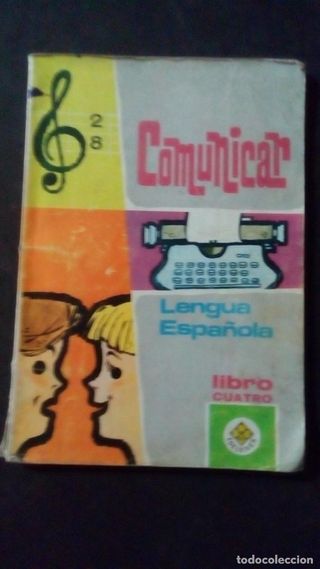 2
8
Comunicar
Lengua
Española
libro
CUATRO
todocoleccion